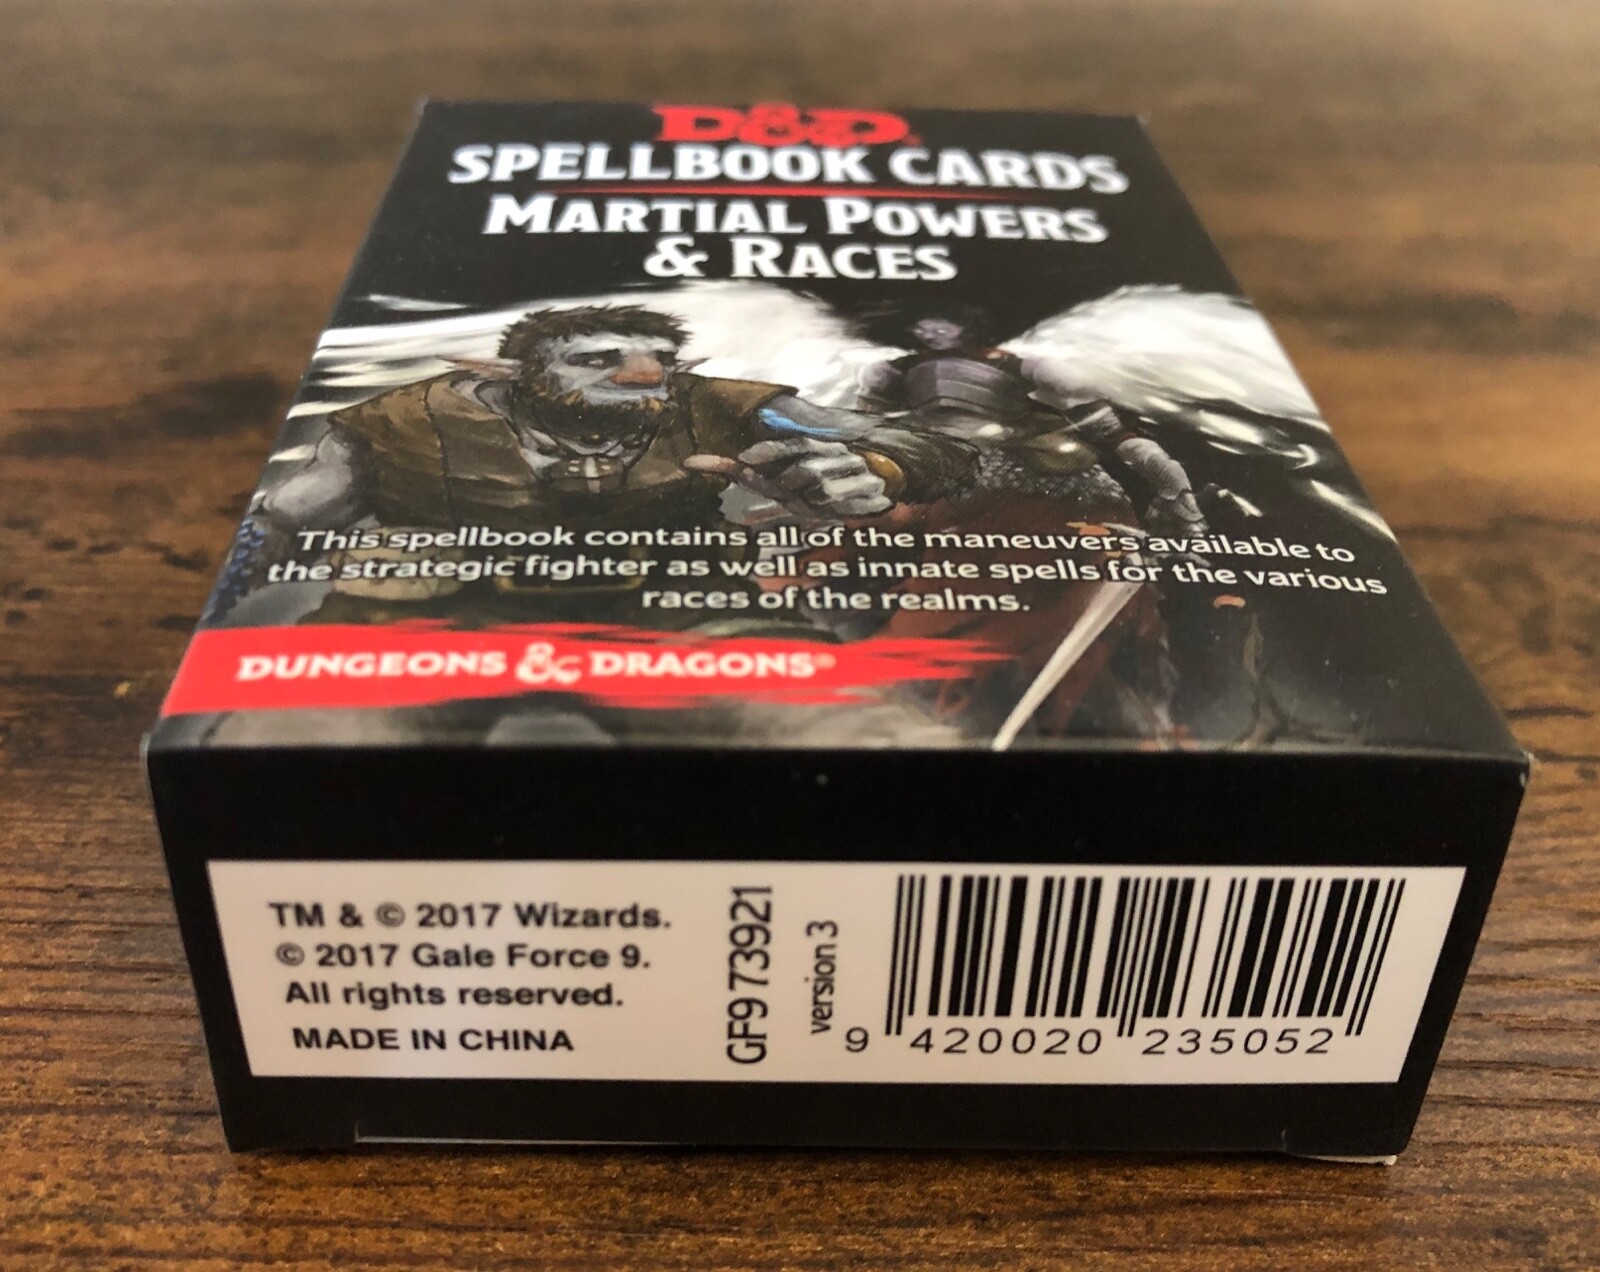 D&D
SPELLBOOK CARDS
MARTIAL POWERS
& RACES
This spellbook contains all of the maneuvers available to
the strategic fighter as well as innate spells for the various
races of the realms.
DUNGEONS & DRAGONS®
TM & © 2017 Wizards.
© 2017 Gale Force 9.
All rights reserved.
MADE IN CHINA
GF9 73921
version 3
9 420020 235052